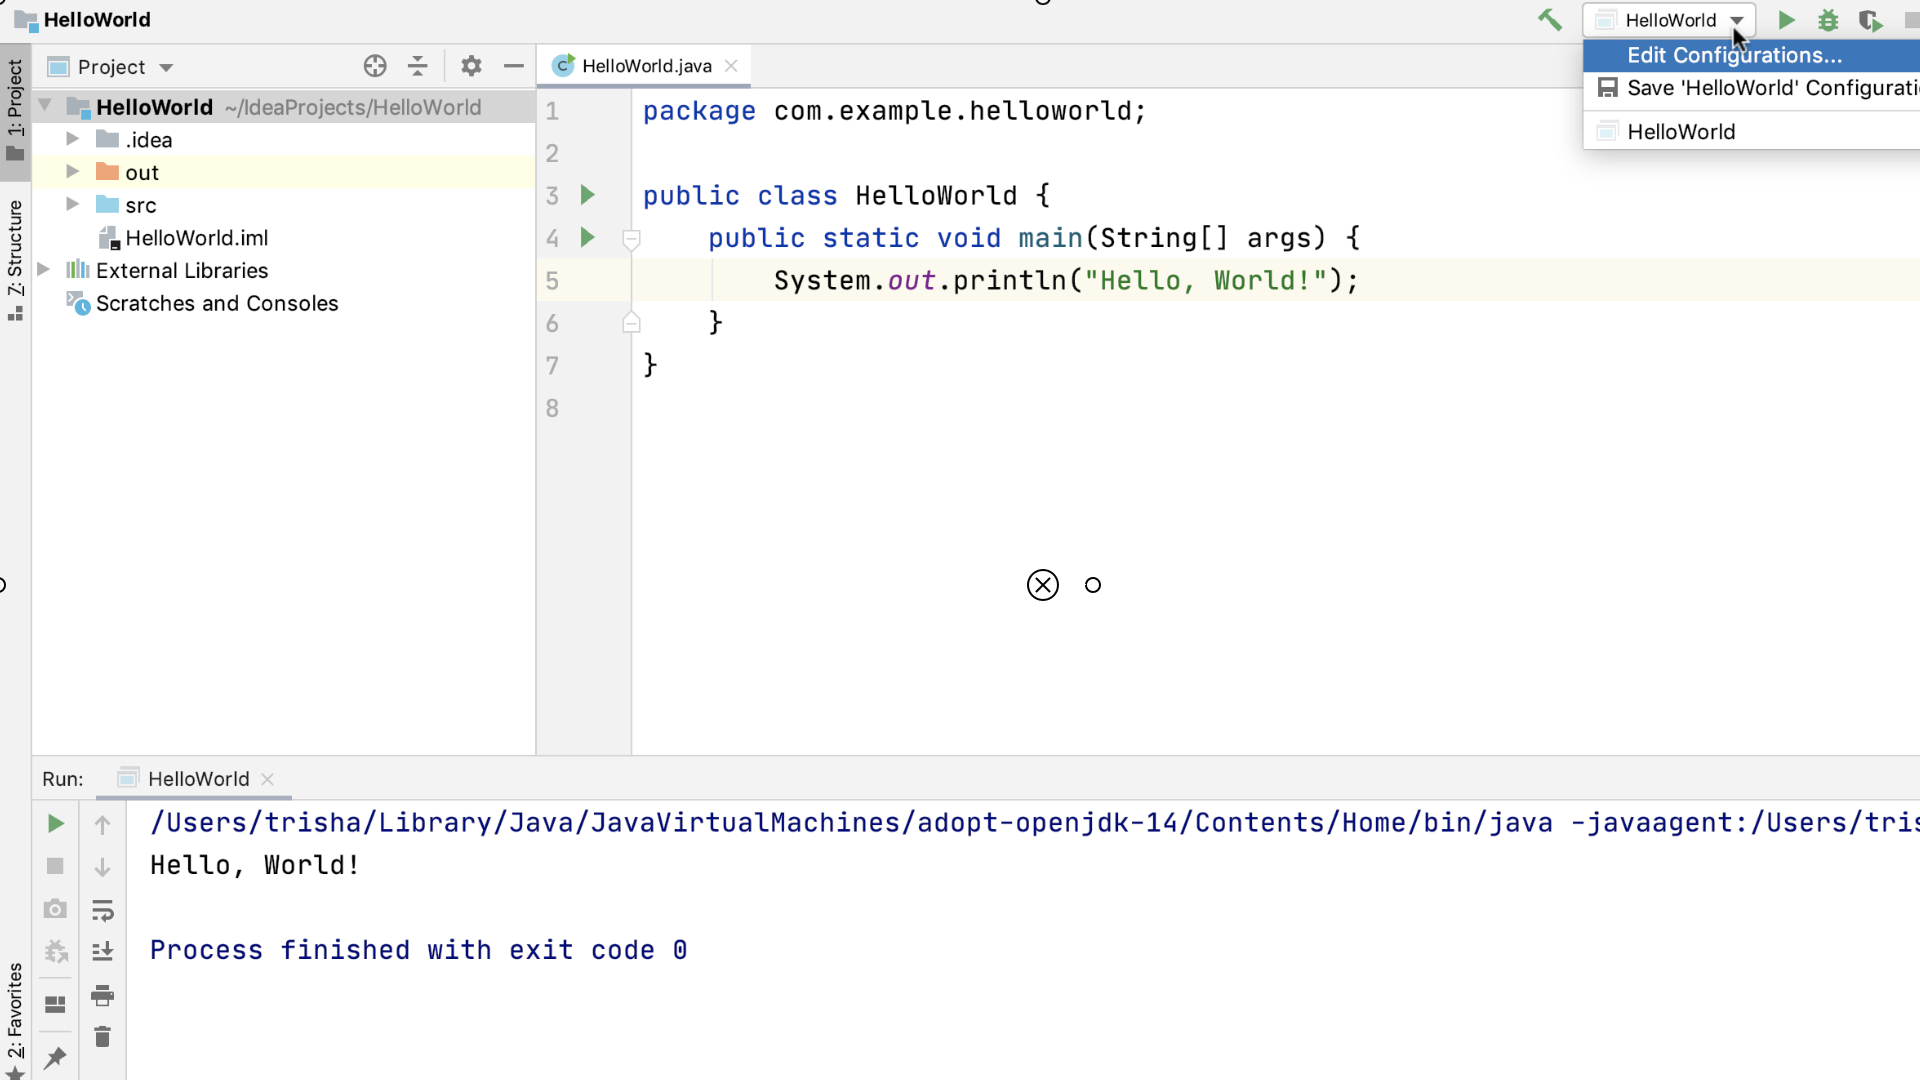 HelloWorld
HelloWorld
Edit Configurations...
Save 'HelloWorld' Configurati
HelloWorld
1: Project
Z: Structure
2: Favorites
Project
HelloWorld ~/IdeaProjects/HelloWorld
.idea
out
src
HelloWorld.iml
External Libraries
Scratches and Consoles
C HelloWorld.java
1 package com.example.helloworld;
2
3 public class HelloWorld {
4 public static void main(String[] args) {
5 System.out.println("Hello, World!");
6 }
7 }
8
Run: HelloWorld
/Users/trisha/Library/Java/JavaVirtualMachines/adopt-openjdk-14/Contents/Home/bin/java -javaagent:/Users/tris
Hello, World!
Process finished with exit code 0